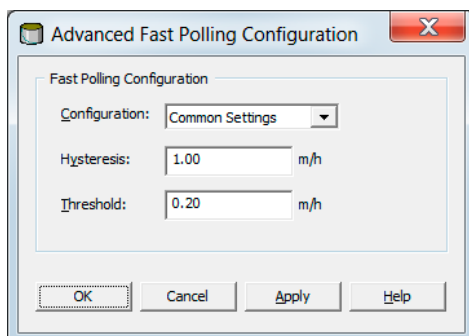 Advanced Fast Polling Configuration
Fast Polling Configuration
Configuration: Common Settings
Hysteresis: 1.00 m/h
Threshold: 0.20 m/h
OK Cancel Apply Help